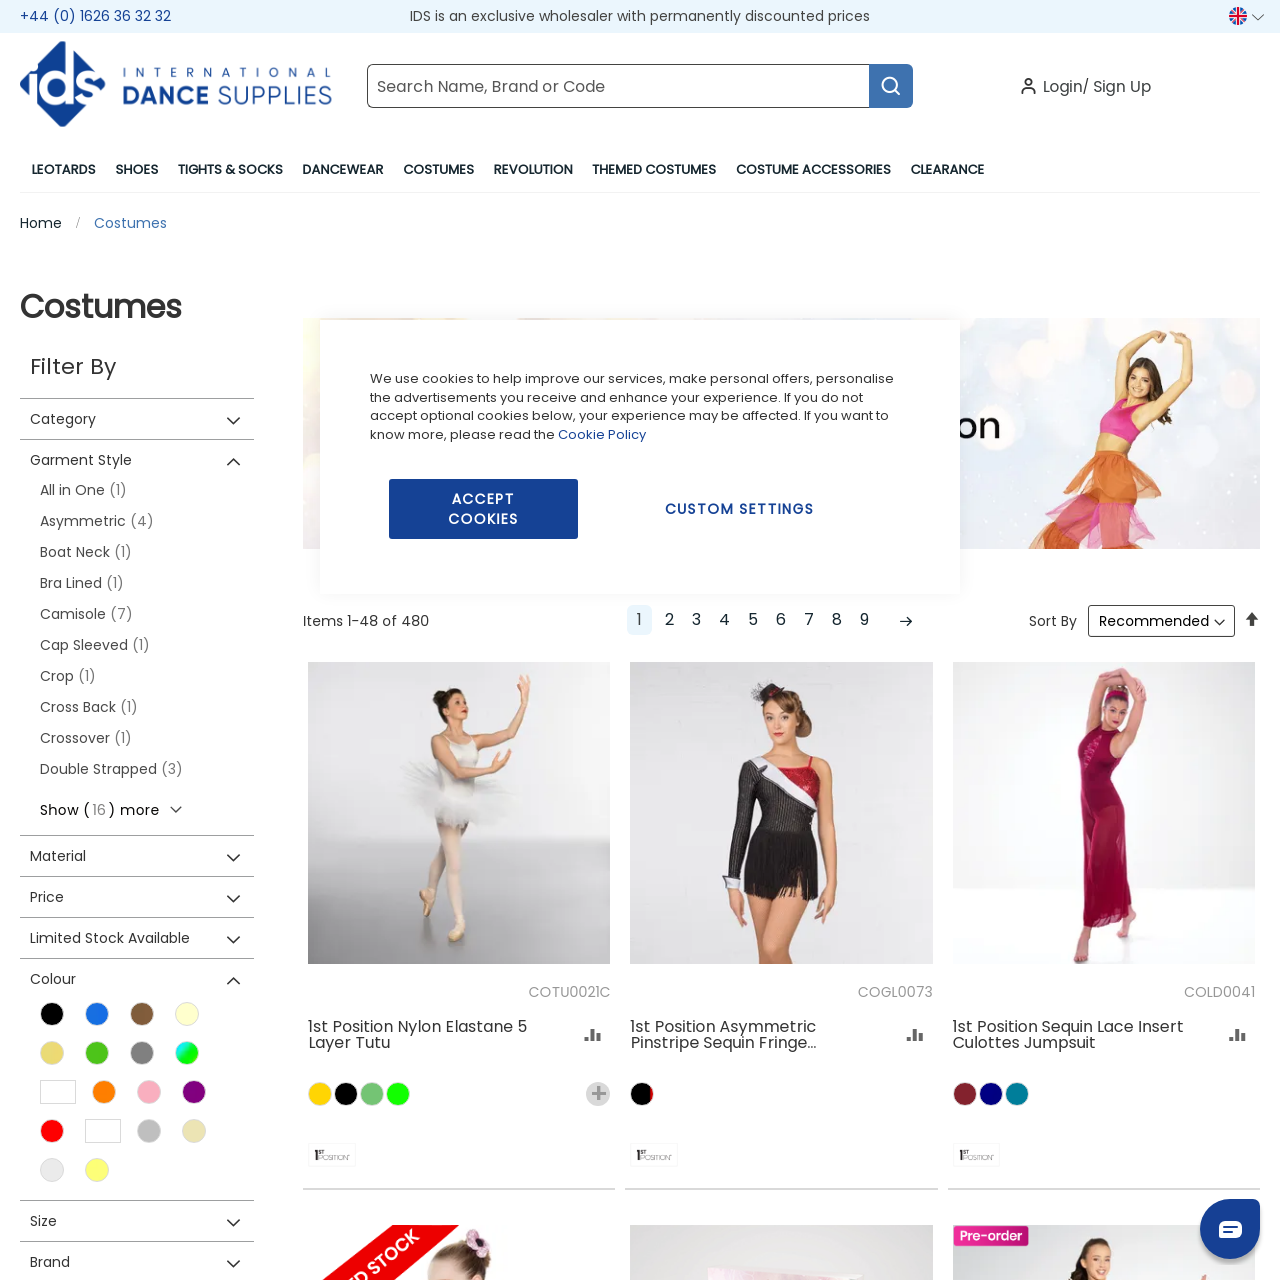 +44 (0) 1626 36 32 32
IDS is an exclusive wholesaler with permanently discounted prices
ids INTERNATIONAL
DANCE SUPPLIES
Search Name, Brand or Code
Login/ Sign Up
LEOTARDS SHOES TIGHTS & SOCKS DANCEWEAR COSTUMES REVOLUTION THEMED COSTUMES COSTUME ACCESSORIES CLEARANCE
Home / Costumes
Costumes
Filter By
Category
Garment Style
All in One (1)
Asymmetric (4)
Boat Neck (1)
Bra Lined (1)
Camisole (7)
Cap Sleeved (1)
Crop (1)
Cross Back (1)
Crossover (1)
Double Strapped (3)
Show (16) more
Material
Price
Limited Stock Available
Colour
Size
Brand
on
We use cookies to help improve our services, make personal offers, personalise
the advertisements you receive and enhance your experience. If you do not
accept optional cookies below, your experience may be affected. If you want to
know more, please read the Cookie Policy
ACCEPT
COOKIES
CUSTOM SETTINGS
Items 1-48 of 480
1 2 3 4 5 6 7 8 9
Sort By Recommended
COTU0021C
1st Position Nylon Elastane 5
Layer Tutu
1ST POSITION
COGL0073
1st Position Asymmetric
Pinstripe Sequin Fringe...
1ST POSITION
COLD0041
1st Position Sequin Lace Insert
Culottes Jumpsuit
1ST POSITION
ED STOCK
Pre-order